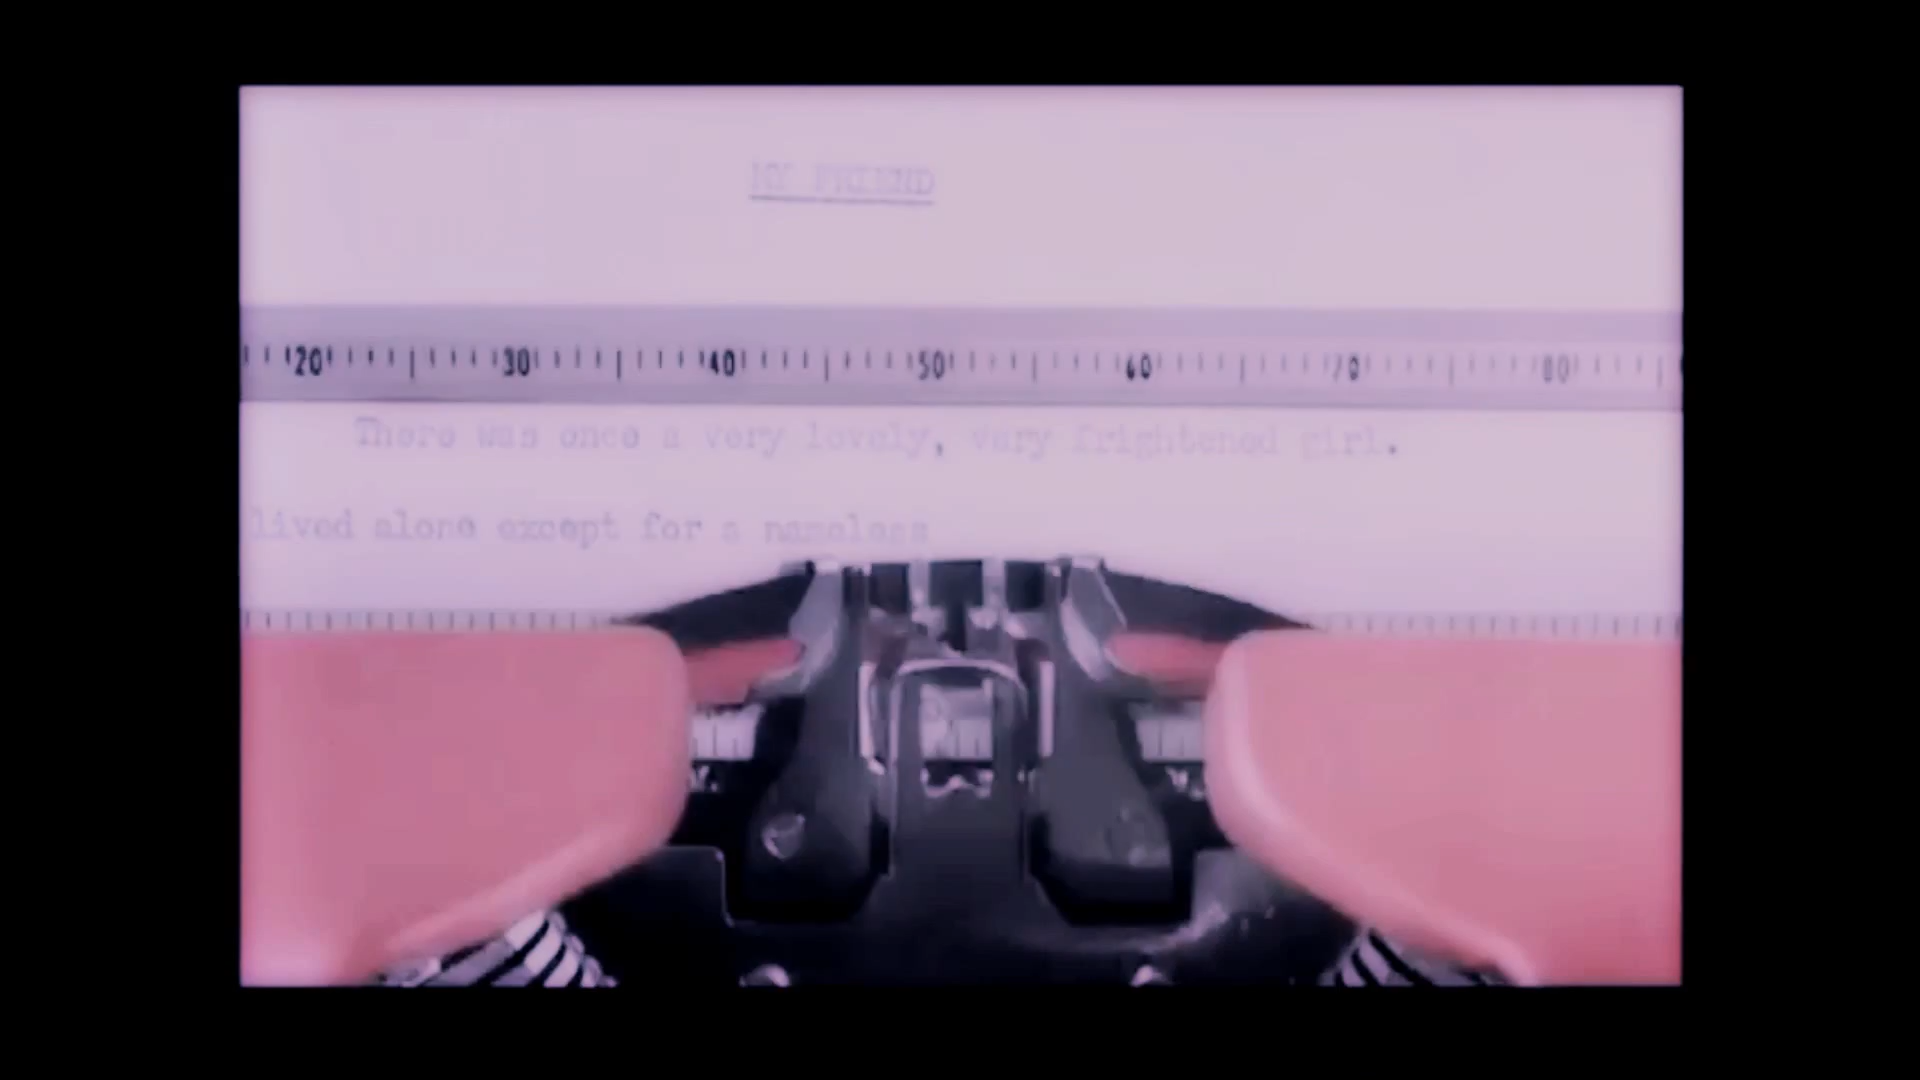 MY FRIEND
20 30 40 50 60 70 80
There was once a very lovely, very frightened girl.
lived alone except for a nameless